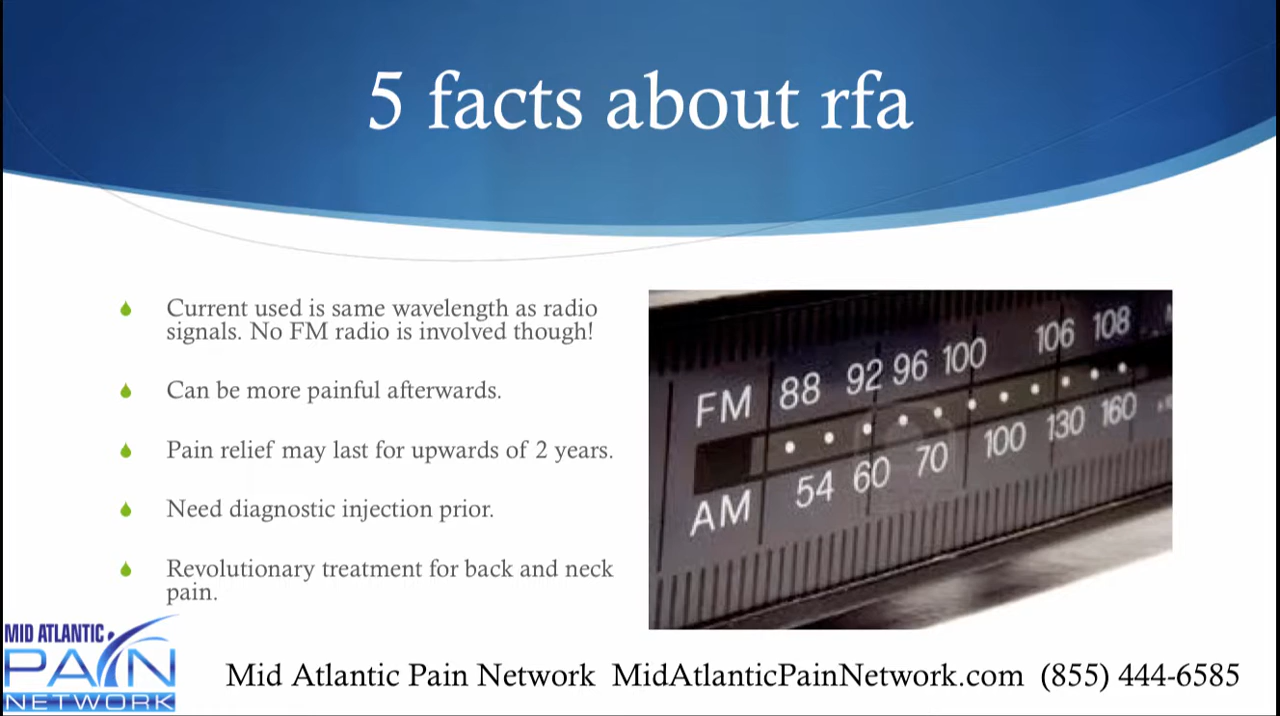 5 facts about rfa
Current used is same wavelength as radio
signals. No FM radio is involved though!
Can be more painful afterwards.
Pain relief may last for upwards of 2 years.
Need diagnostic injection prior.
Revolutionary treatment for back and neck
pain.
FM 88 92 96 100 106 108
AM 54 60 70 100 130 160
MID ATLANTIC
PAIN
NETWORK
Mid Atlantic Pain Network MidAtlanticPainNetwork.com (855) 444-6585